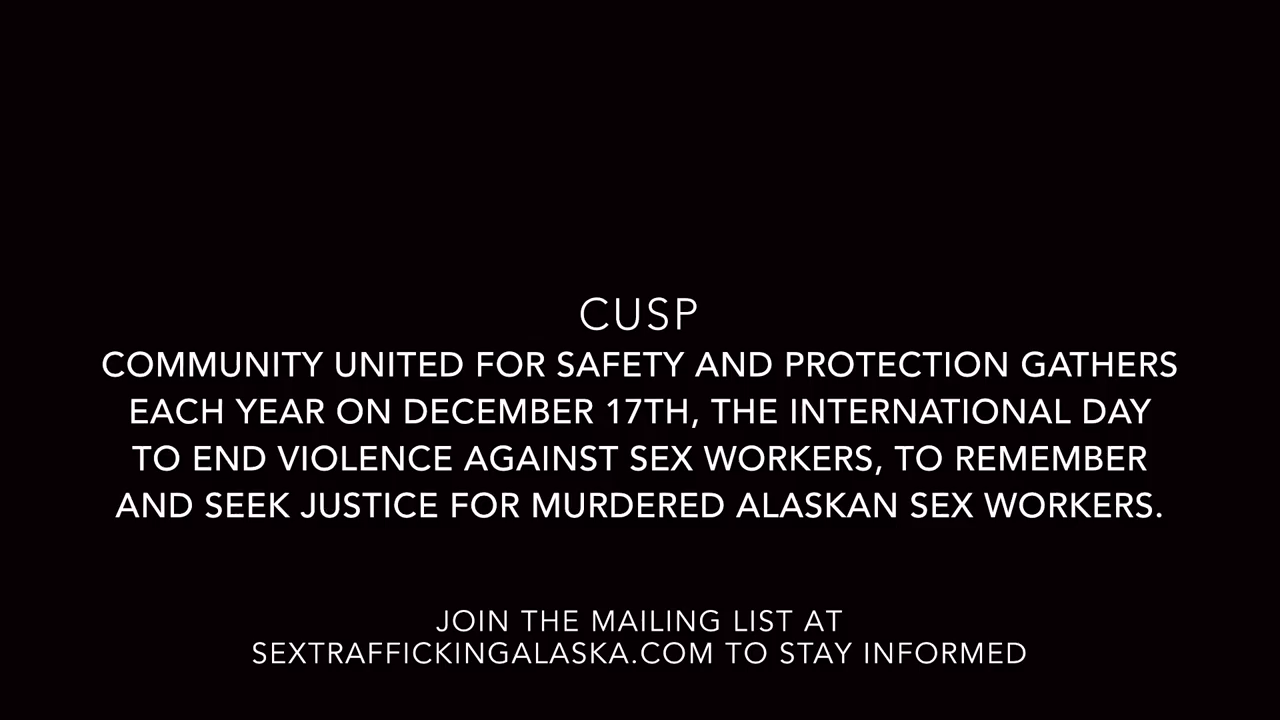 CUSP
COMMUNITY UNITED FOR SAFETY AND PROTECTION GATHERS
EACH YEAR ON DECEMBER 17TH, THE INTERNATIONAL DAY
TO END VIOLENCE AGAINST SEX WORKERS, TO REMEMBER
AND SEEK JUSTICE FOR MURDERED ALASKAN SEX WORKERS.
JOIN THE MAILING LIST AT
SEXTRAFFICKINGALASKA.COM TO STAY INFORMED